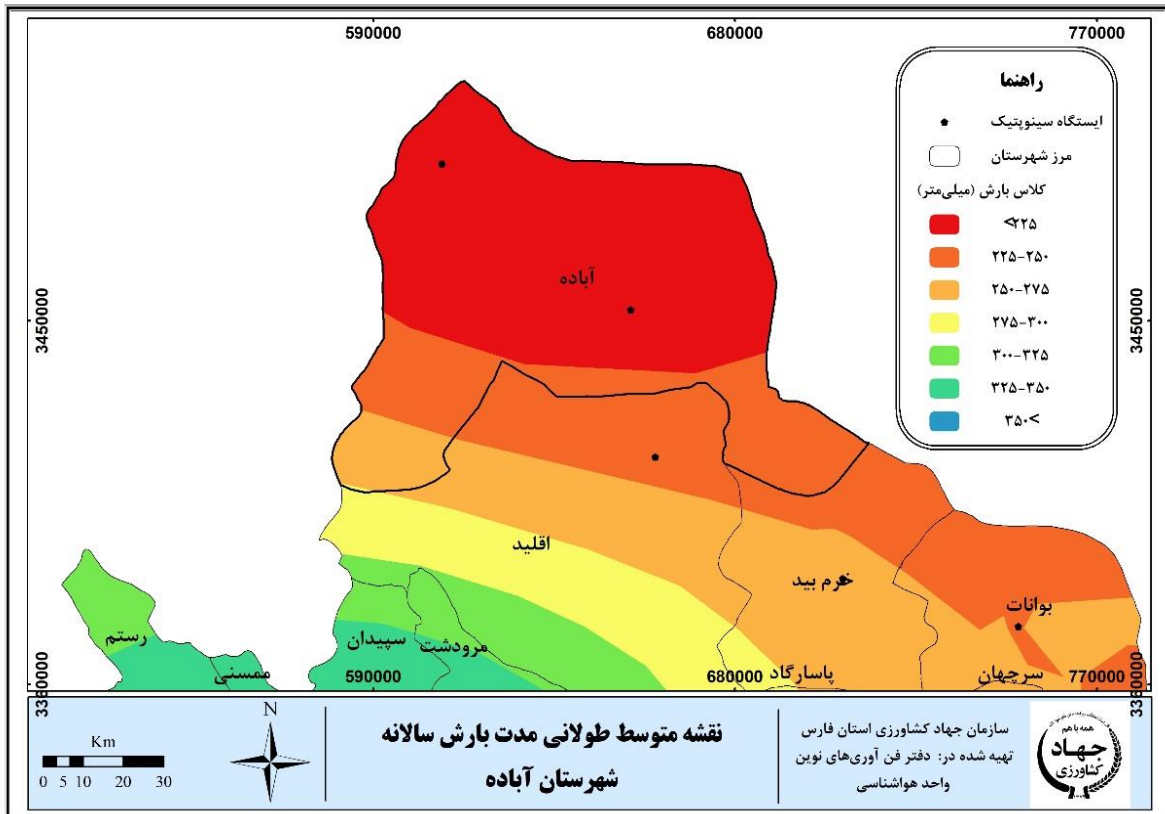 590000
680000
770000
راهنما
ایستگاه سینوپتیک
مرز شهرستان
کلاس بارش (میلی‌متر)
<۲۲۵
۲۲۵-۲۵۰
۲۵۰-۲۷۵
۲۷۵-۳۰۰
۳۰۰-۳۲۵
۳۲۵-۳۵۰
۳۵۰<
آباده
3450000
3450000
اقلید
خرم بید
بوانات
رستم
ممسنی
سپیدان
مرودشت
پاسارگاد
سرچهان
590000
680000
770000
3360000
3360000
Km
0 5 10 20 30
N
نقشه متوسط طولانی مدت بارش سالانه
شهرستان آباده
سازمان جهاد کشاورزی استان فارس
تهیه شده در: دفتر فن آوری‌های نوین
واحد هواشناسی
همه با هم
جهاد
کشاورزی